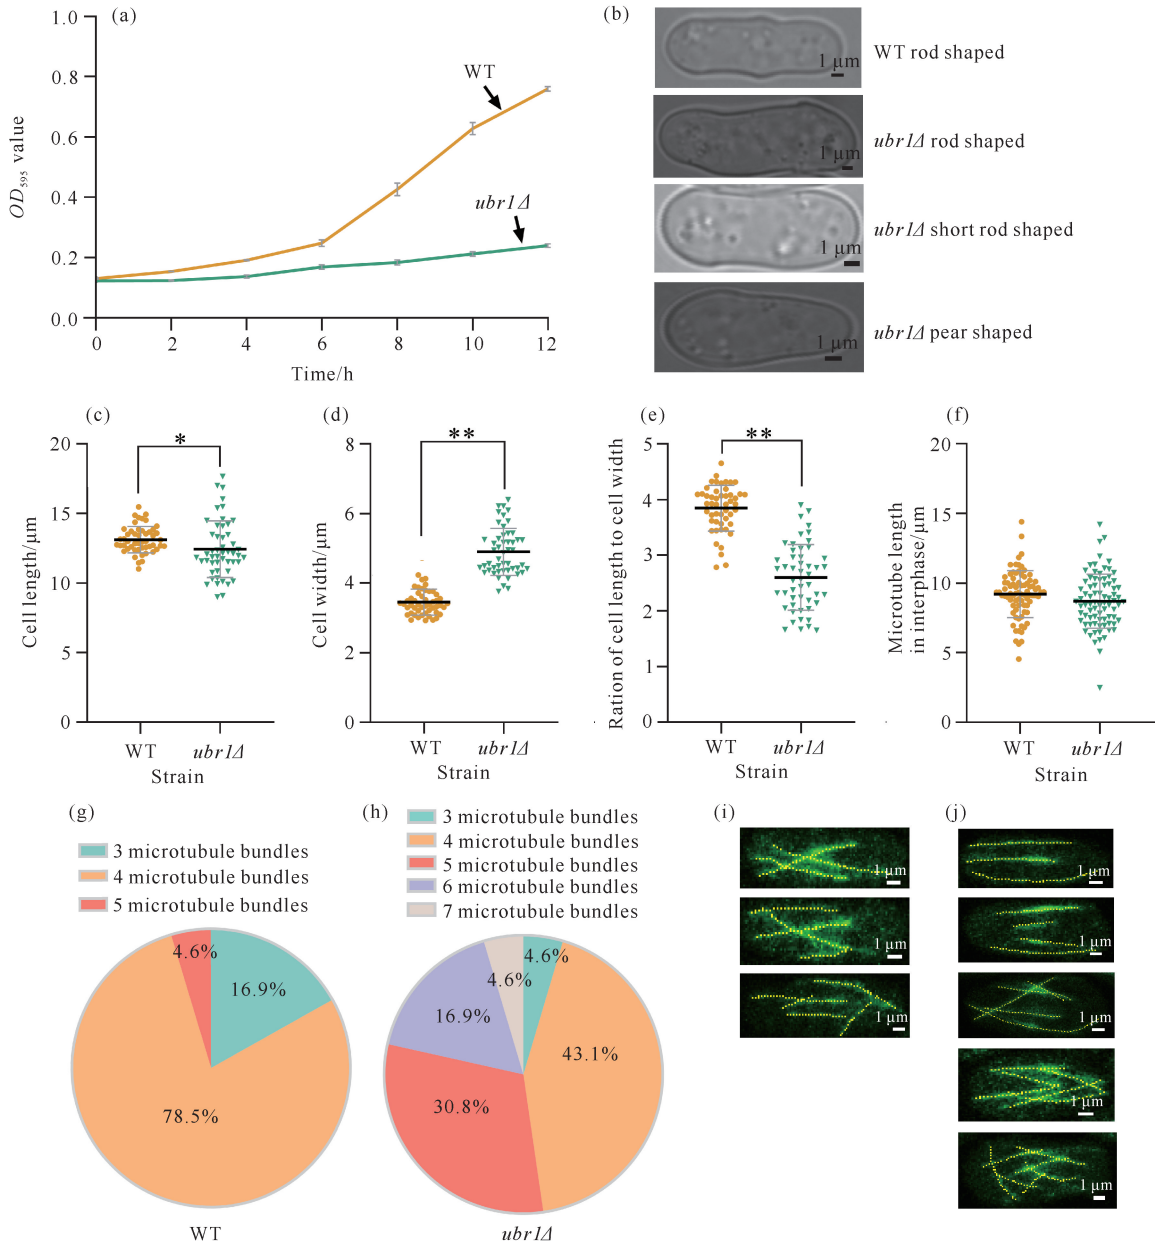 (a)
1.0
0.8
0.6
0.4
0.2
0.0
OD595 value
WT
ubr1Δ
0 2 4 6 8 10 12
Time/h
(b)
1 μm
WT rod shaped
1 μm
ubr1Δ rod shaped
1 μm
ubr1Δ short rod shaped
1 μm
ubr1Δ pear shaped
(c)
20
15
10
5
0
Cell length/μm
*
WT ubr1Δ
Strain
(d)
8
6
4
2
0
Cell width/μm
**
WT ubr1Δ
Strain
(e)
5
4
3
2
1
0
Ration of cell length to cell width
**
WT ubr1Δ
Strain
(f)
20
15
10
5
0
Microtube length
in interphase/μm
WT ubr1Δ
Strain
(g)
3 microtubule bundles
4 microtubule bundles
5 microtubule bundles
4.6%
16.9%
78.5%
WT
(h)
3 microtubule bundles
4 microtubule bundles
5 microtubule bundles
6 microtubule bundles
7 microtubule bundles
4.6%
4.6%
16.9%
43.1%
30.8%
ubr1Δ
(i)
1 μm
1 μm
1 μm
(j)
1 μm
1 μm
1 μm
1 μm
1 μm